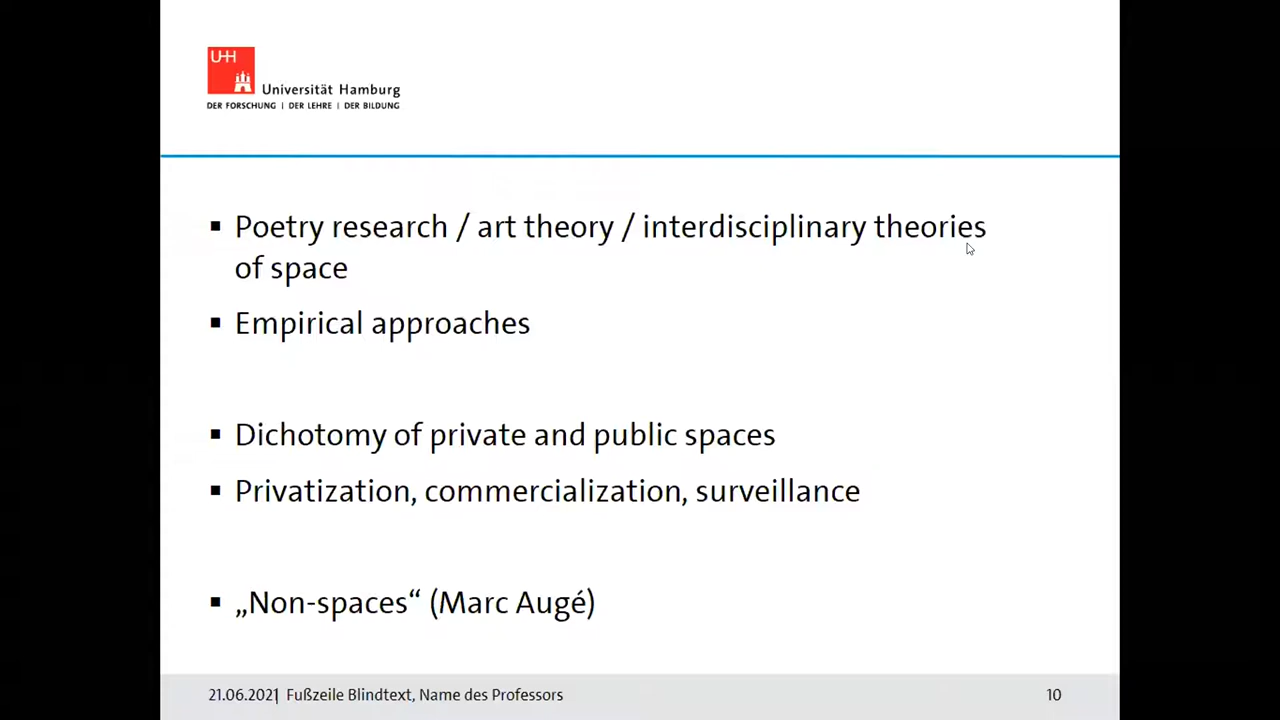 UHH
Universität Hamburg
DER FORSCHUNG | DER LEHRE | DER BILDUNG
▪ Poetry research / art theory / interdisciplinary theories
of space
▪ Empirical approaches
▪ Dichotomy of private and public spaces
▪ Privatization, commercialization, surveillance
▪ „Non-spaces“ (Marc Augé)
21.06.2021| Fußzeile Blindtext, Name des Professors 10